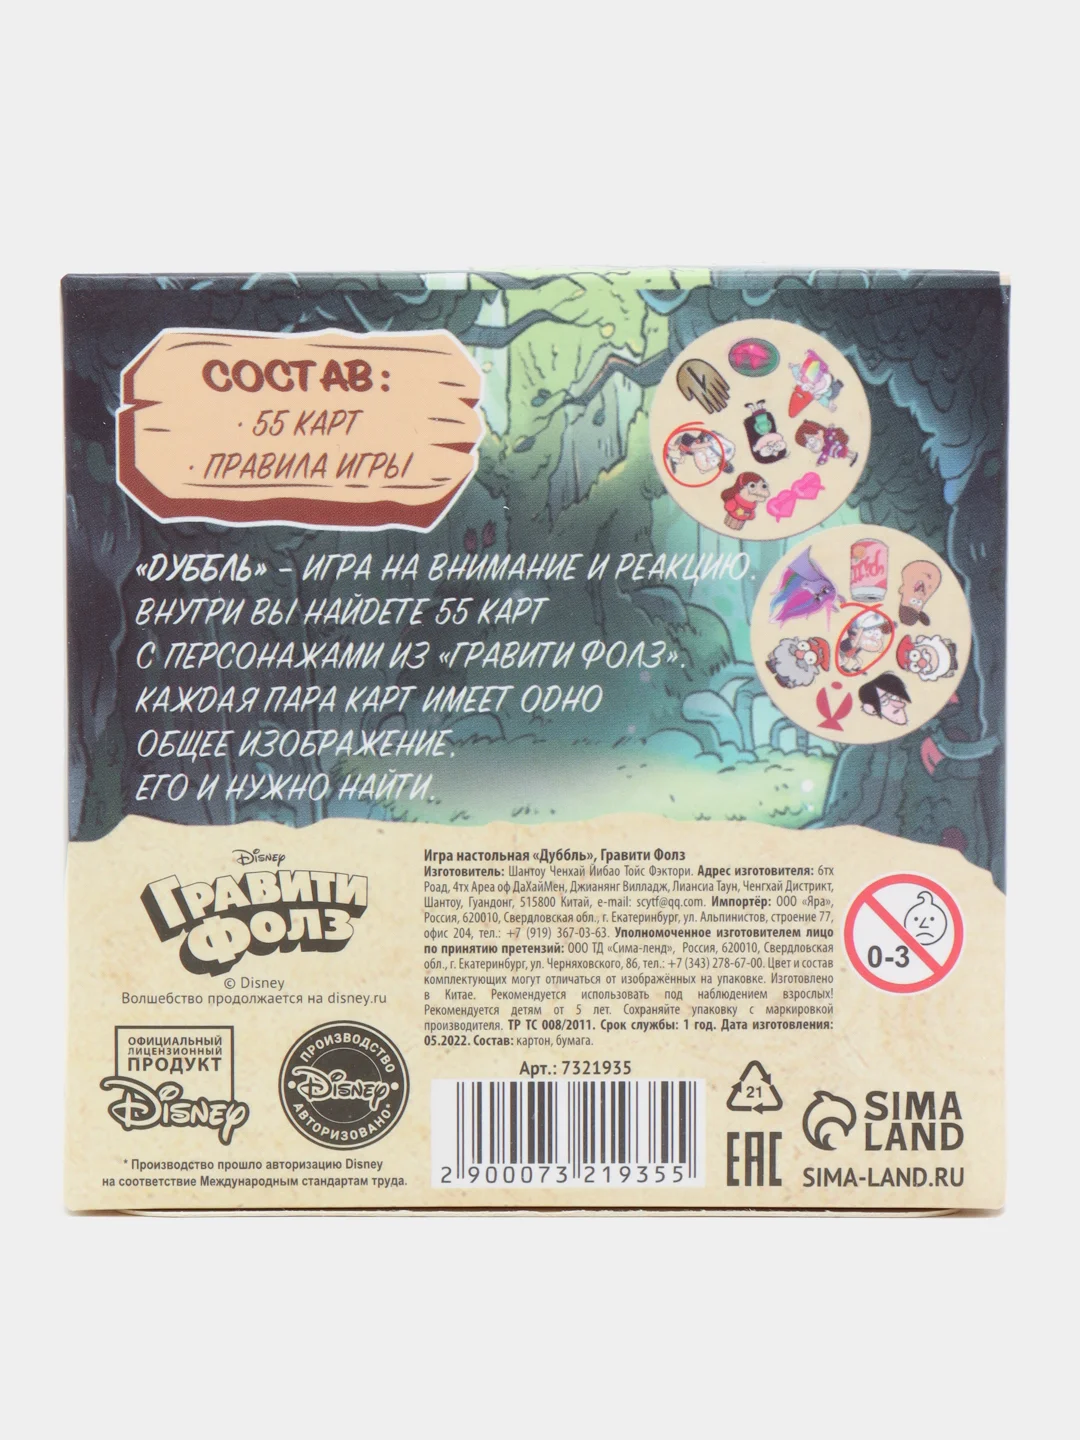 СОСТАВ:
· 55 КАРТ
· ПРАВИЛА ИГРЫ
«ДУББЛЬ» – ИГРА НА ВНИМАНИЕ И РЕАКЦИЮ.
ВНУТРИ ВЫ НАЙДЕТЕ 55 КАРТ
С ПЕРСОНАЖАМИ ИЗ «ГРАВИТИ ФОЛЗ».
КАЖДАЯ ПАРА КАРТ ИМЕЕТ ОДНО
ОБЩЕЕ ИЗОБРАЖЕНИЕ.
ЕГО И НУЖНО НАЙТИ.
Disney
ГРАВИТИ
ФОЛЗ
© Disney
Волшебство продолжается на disney.ru
ОФИЦИАЛЬНЫЙ
ЛИЦЕНЗИОННЫЙ
ПРОДУКТ
Disney
ПРОИЗВОДСТВО
Disney
АВТОРИЗОВАНО*
* Производство прошло авторизацию Disney
на соответствие Международным стандартам труда.
Игра настольная «Дуббль», Гравити Фолз
Изготовитель: Шантоу Ченхай Йибао Тойс Фэктори. Адрес изготовителя: 6тх
Роад, 4тх Ареа оф ДаХайМен, Джианянг Вилладж, Лиансиа Таун, Ченгхай Дистрикт,
Шантоу, Гуандонг, 515800 Китай, e-mail: scytf@qq.com. Импортёр: ООО «Яра»,
Россия, 620010, Свердловская обл., г. Екатеринбург, ул. Альпинистов, строение 77,
офис 204, тел.: +7 (919) 367-03-63. Уполномоченное изготовителем лицо
по принятию претензий: ООО ТД «Сима-ленд», Россия, 620010, Свердловская
обл., г. Екатеринбург, ул. Черняховского, 86, тел.: +7 (343) 278-67-00. Цвет и состав
комплектующих могут отличаться от изображённых на упаковке. Изготовлено
в Китае. Рекомендуется использовать под наблюдением взрослых!
Рекомендуется детям от 5 лет. Сохраняйте упаковку с маркировкой
производителя. ТР ТС 008/2011. Срок службы: 1 год. Дата изготовления:
05.2022. Состав: картон, бумага.
Арт.: 7321935
2 900073 219355
0-3
21
EAC
SIMA
LAND
SIMA-LAND.RU